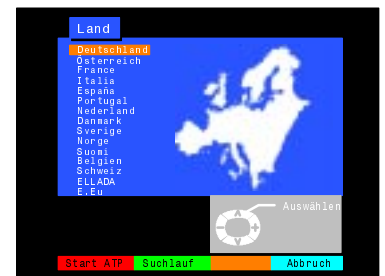 Land
Deutschland
Österreich
France
Italia
España
Portugal
Nederland
Danmark
Sverige
Norge
Suomi
Belgien
Schweiz
ELLADA
E.Eu
Auswählen
Start ATP Suchlauf Abbruch